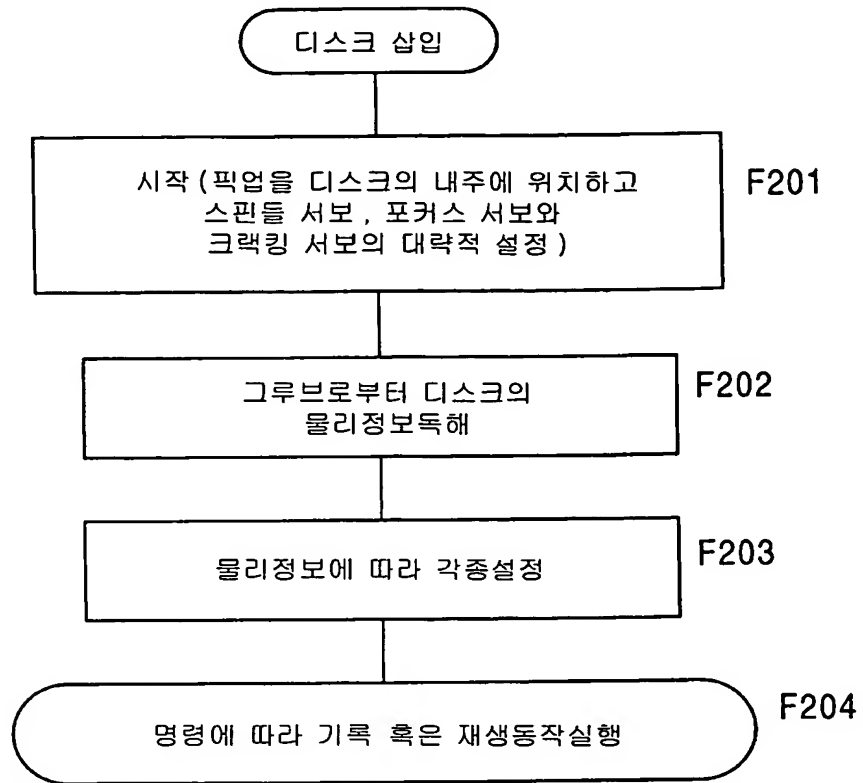 디스크 삽입
시작 (픽업을 디스크의 내주에 위치하고
스핀들 서보 , 포커스 서보와
크랙킹 서보의 대략적 설정 )
F201
그루브로부터 디스크의
물리정보독해
F202
물리정보에 따라 각종설정
F203
명령에 따라 기록 혹은 재생동작실행
F204